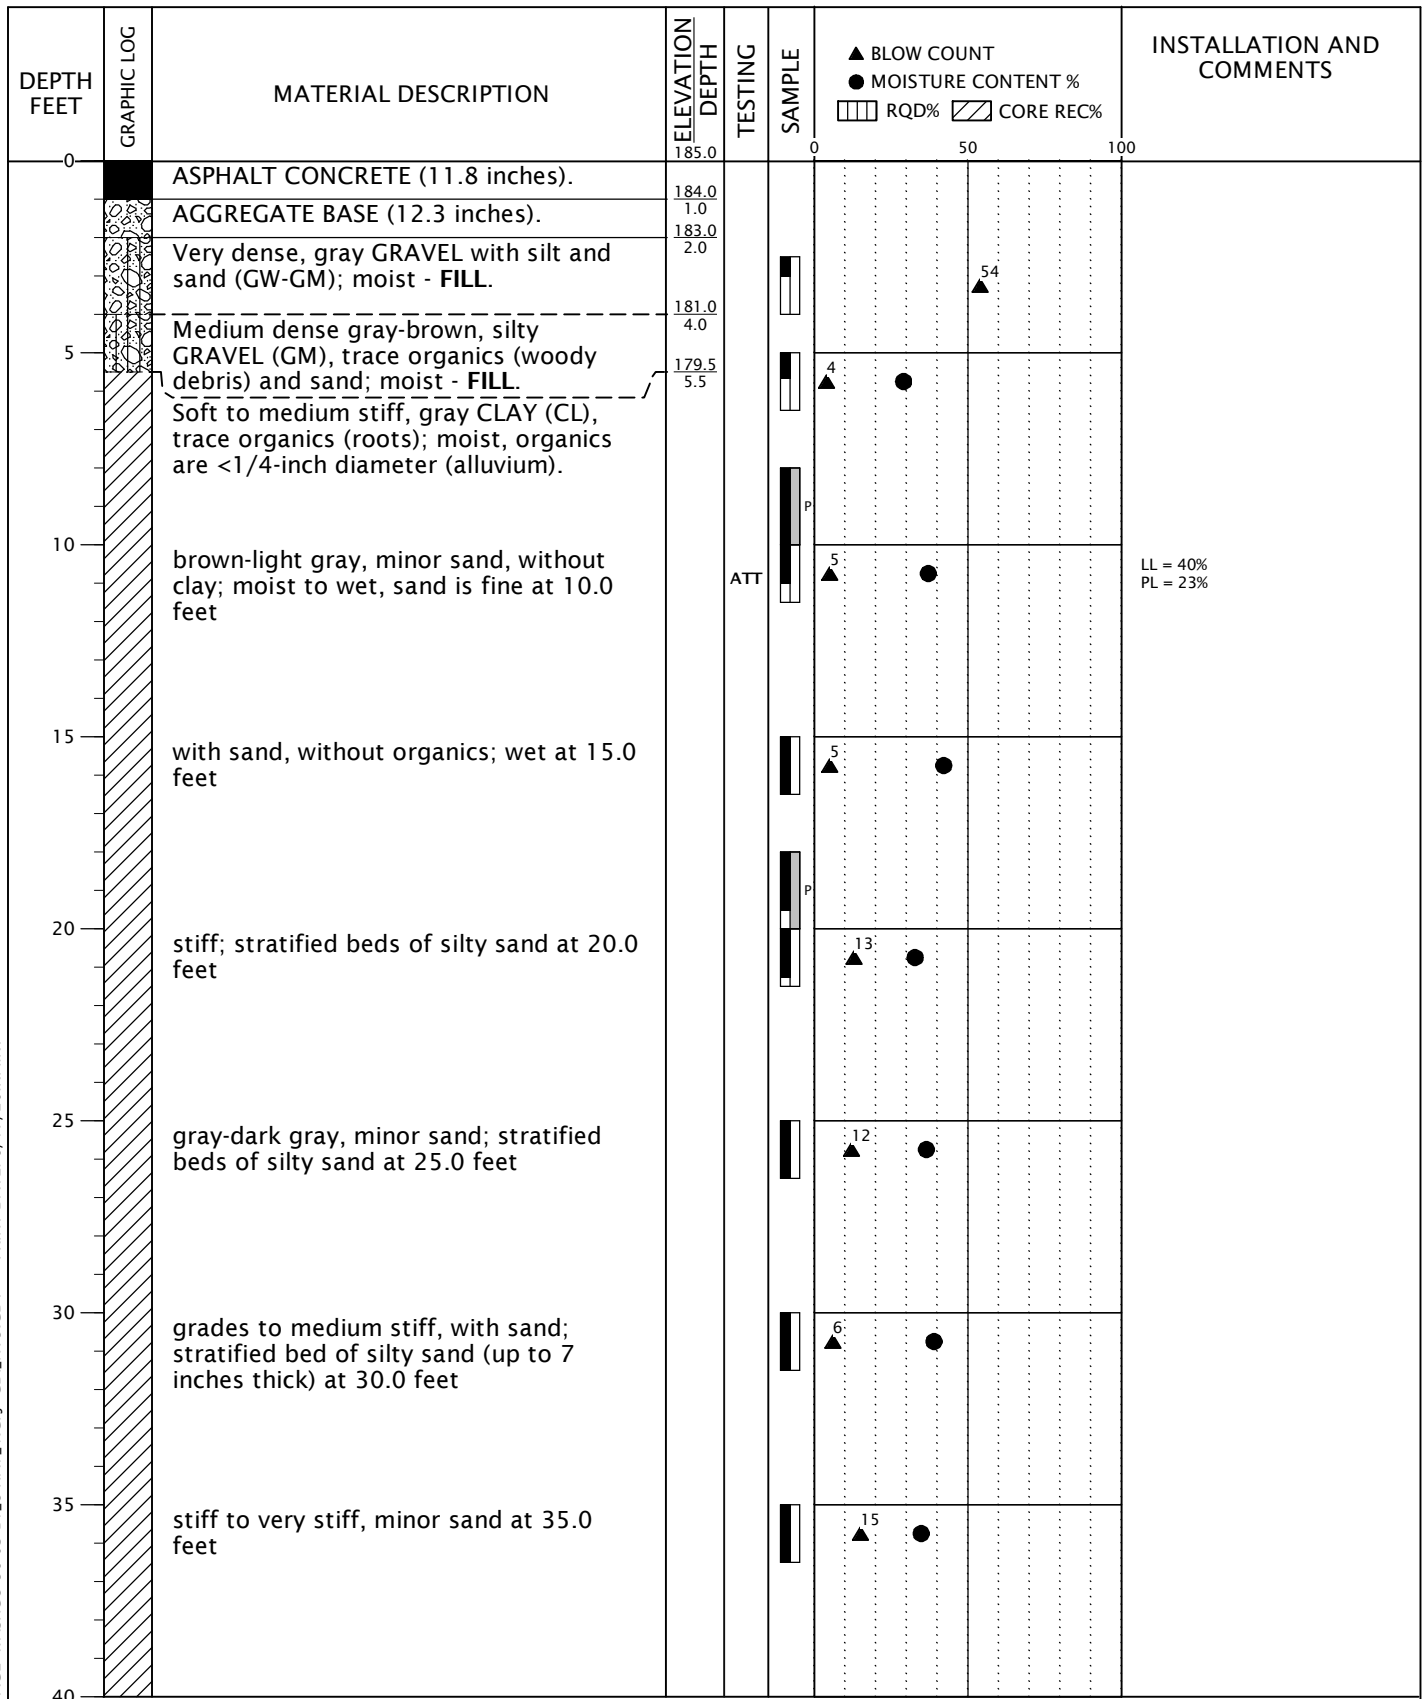 DEPTH
FEET
GRAPHIC LOG
MATERIAL DESCRIPTION
ELEVATION
DEPTH
TESTING
SAMPLE
▲ BLOW COUNT
● MOISTURE CONTENT %
RQD% CORE REC%
INSTALLATION AND
COMMENTS
0 50 100
0
185.0
ASPHALT CONCRETE (11.8 inches).
184.0
1.0
AGGREGATE BASE (12.3 inches).
183.0
2.0
Very dense, gray GRAVEL with silt and
sand (GW-GM); moist - FILL.
54
181.0
4.0
Medium dense gray-brown, silty
GRAVEL (GM), trace organics (woody
debris) and sand; moist - FILL.
5
179.5
5.5
4
Soft to medium stiff, gray CLAY (CL),
trace organics (roots); moist, organics
are <1/4-inch diameter (alluvium).
P
10
brown-light gray, minor sand, without
clay; moist to wet, sand is fine at 10.0
feet
ATT
5
LL = 40%
PL = 23%
15
with sand, without organics; wet at 15.0
feet
5
P
20
stiff; stratified beds of silty sand at 20.0
feet
13
25
gray-dark gray, minor sand; stratified
beds of silty sand at 25.0 feet
12
30
grades to medium stiff, with sand;
stratified bed of silty sand (up to 7
inches thick) at 30.0 feet
6
35
stiff to very stiff, minor sand at 35.0
feet
15
40